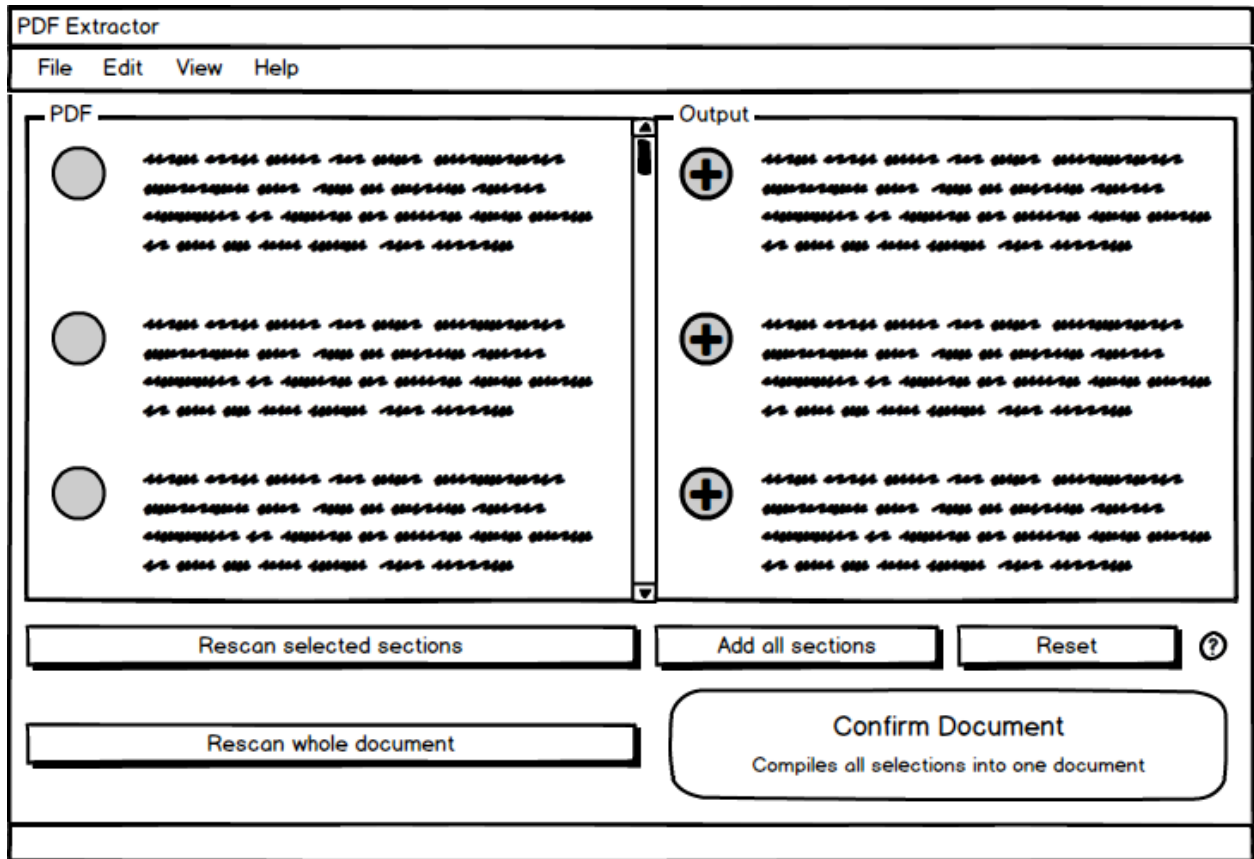 PDF Extractor
File Edit View Help
PDF
Output
Rescan selected sections
Add all sections
Reset
?
Rescan whole document
Confirm Document
Compiles all selections into one document